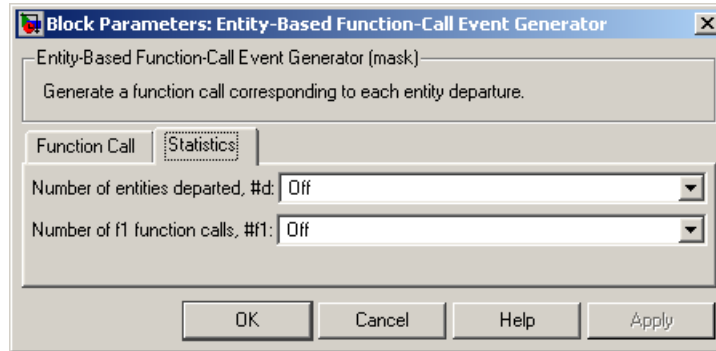 Block Parameters: Entity-Based Function-Call Event Generator
Entity-Based Function-Call Event Generator (mask)
Generate a function call corresponding to each entity departure.
Function Call Statistics
Number of entities departed, #d: Off
Number of f1 function calls, #f1: Off
OK Cancel Help Apply